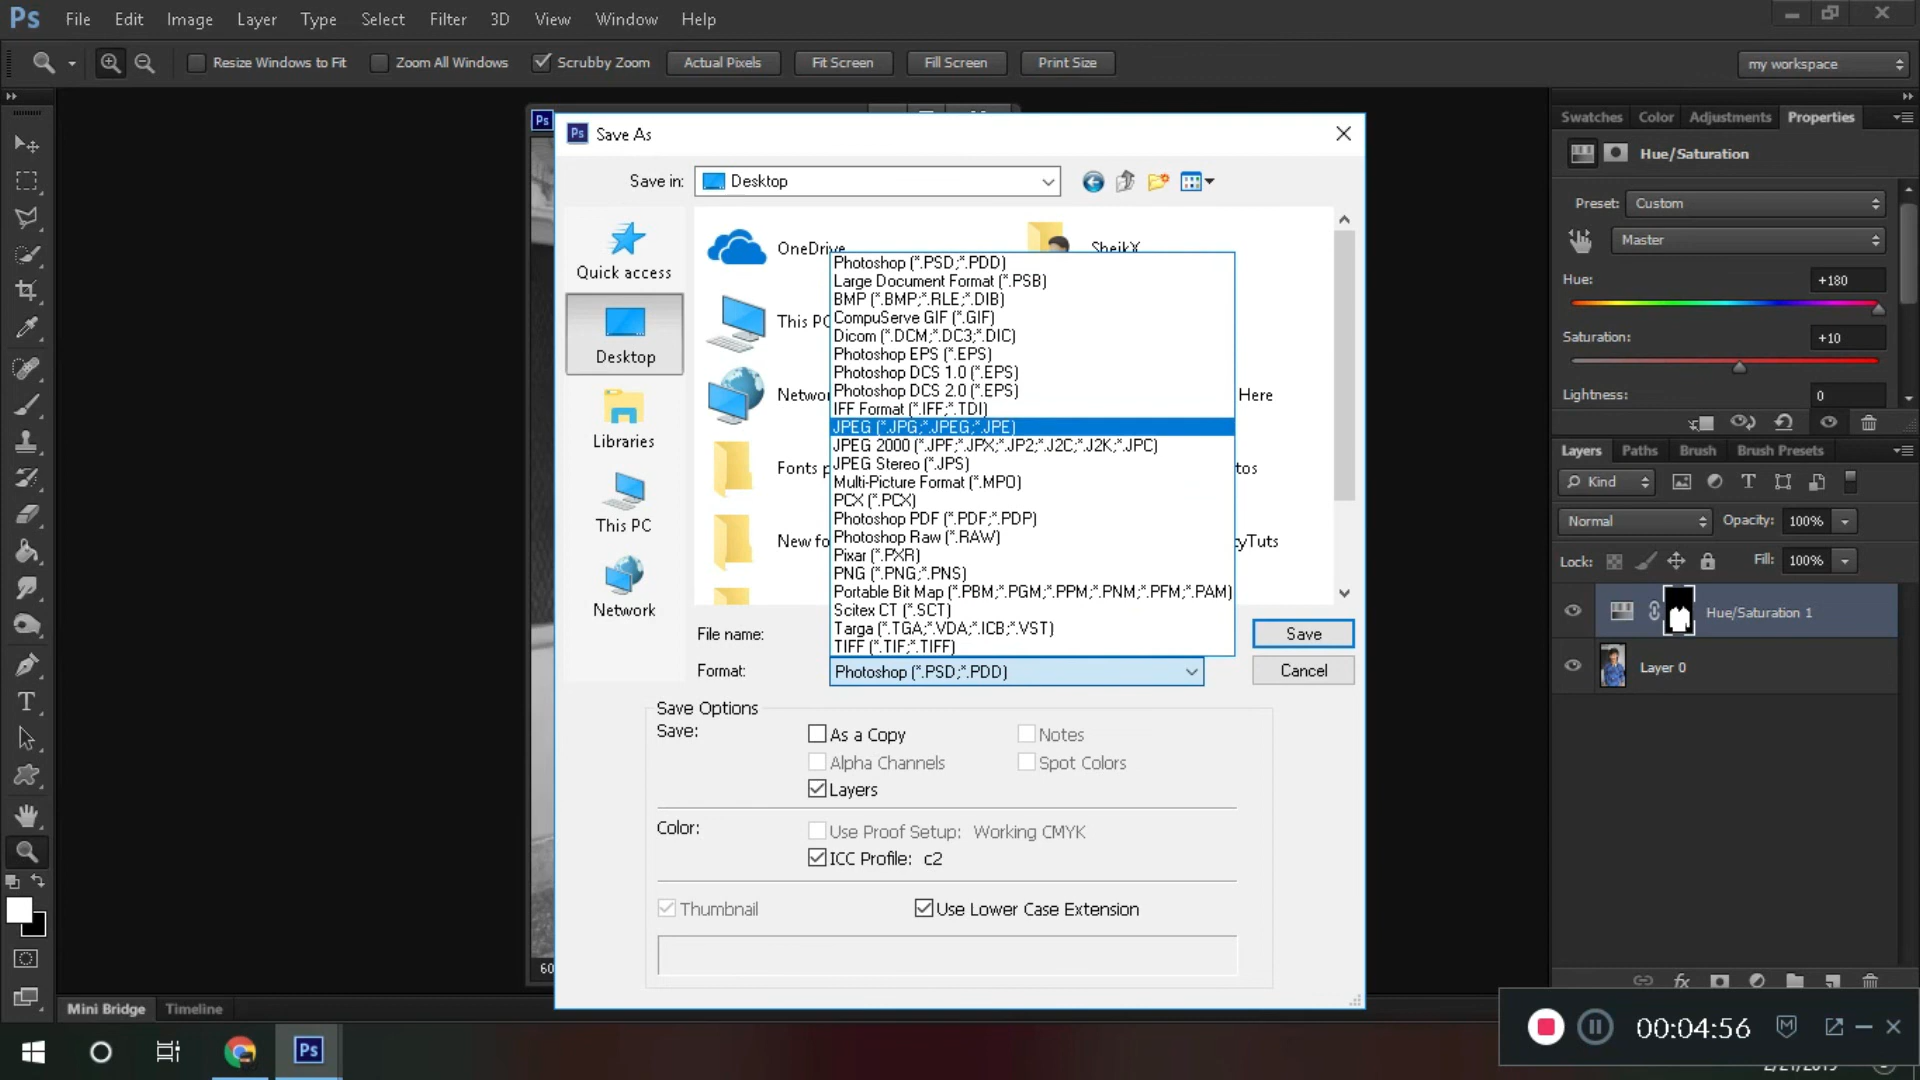 Ps File Edit Image Layer Type Select Filter 3D View Window Help
Resize Windows to Fit Zoom All Windows Scrubby Zoom Actual Pixels Fit Screen Fill Screen Print Size my workspace
Swatches Color Adjustments Properties
Hue/Saturation
Preset: Custom
Master
Hue: +180
Saturation: +10
Lightness: 0
Layers Paths Brush Brush Presets
Kind
Normal Opacity: 100%
Lock: Fill: 100%
Hue/Saturation 1
Layer 0
Ps
Ps Save As
Save in: Desktop
Quick access
Desktop
Libraries
This PC
Network
OneDrive
SheikX
This PC
Networ
Here
Fonts p
tos
New fo
yTuts
Photoshop (*.PSD;*.PDD)
Large Document Format (*.PSB)
BMP (*.BMP;*.RLE;*.DIB)
CompuServe GIF (*.GIF)
Dicom (*.DCM;*.DC3;*.DIC)
Photoshop EPS (*.EPS)
Photoshop DCS 1.0 (*.EPS)
Photoshop DCS 2.0 (*.EPS)
IFF Format (*.IFF;*.TDI)
JPEG (*.JPG;*.JPEG;*.JPE)
JPEG 2000 (*.JPF;*.JPX;*.JP2;*.J2C;*.J2K;*.JPC)
JPEG Stereo (*.JPS)
Multi-Picture Format (*.MPO)
PCX (*.PCX)
Photoshop PDF (*.PDF;*.PDP)
Photoshop Raw (*.RAW)
Pixar (*.PXR)
PNG (*.PNG;*.PNS)
Portable Bit Map (*.PBM;*.PGM;*.PPM;*.PNM;*.PFM;*.PAM)
Scitex CT (*.SCT)
Targa (*.TGA;*.VDA;*.ICB;*.VST)
TIFF (*.TIF;*.TIFF)
File name: Save
Format: Photoshop (*.PSD;*.PDD) Cancel
Save Options
Save: As a Copy Notes
Alpha Channels Spot Colors
Layers
Color: Use Proof Setup: Working CMYK
ICC Profile: c2
Thumbnail Use Lower Case Extension
60
Mini Bridge Timeline
Ps
00:04:56